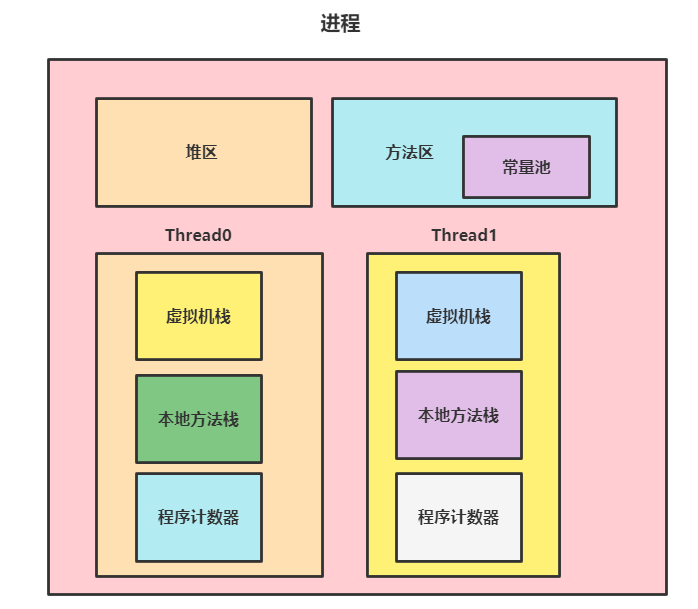 进程
堆区
方法区
常量池
Thread0
Thread1
虚拟机栈
虚拟机栈
本地方法栈
本地方法栈
程序计数器
程序计数器